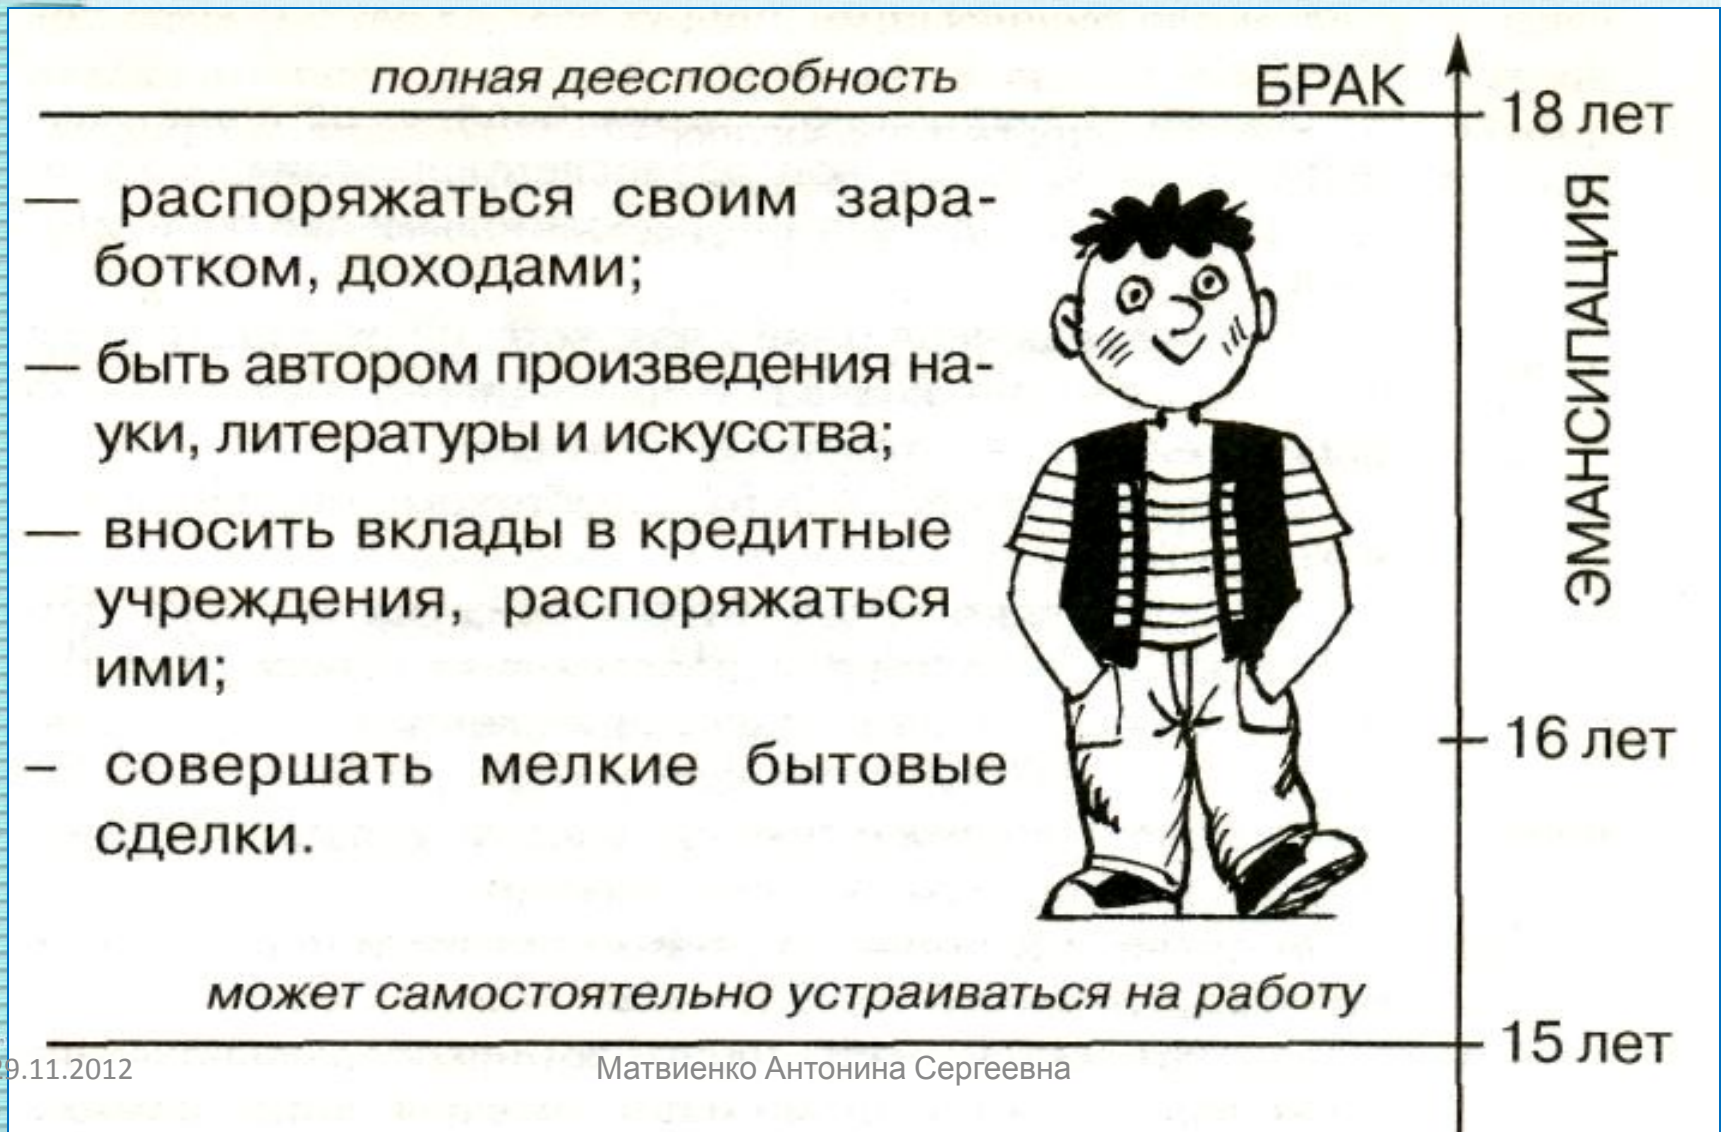 полная дееспособность БРАК
18 лет
— распоряжаться своим зара-
ботком, доходами;
— быть автором произведения на-
уки, литературы и искусства;
— вносить вклады в кредитные
учреждения, распоряжаться
ими;
– совершать мелкие бытовые
сделки.
ЭМАНСИПАЦИЯ
16 лет
может самостоятельно устраиваться на работу
15 лет
9.11.2012
Матвиенко Антонина Сергеевна